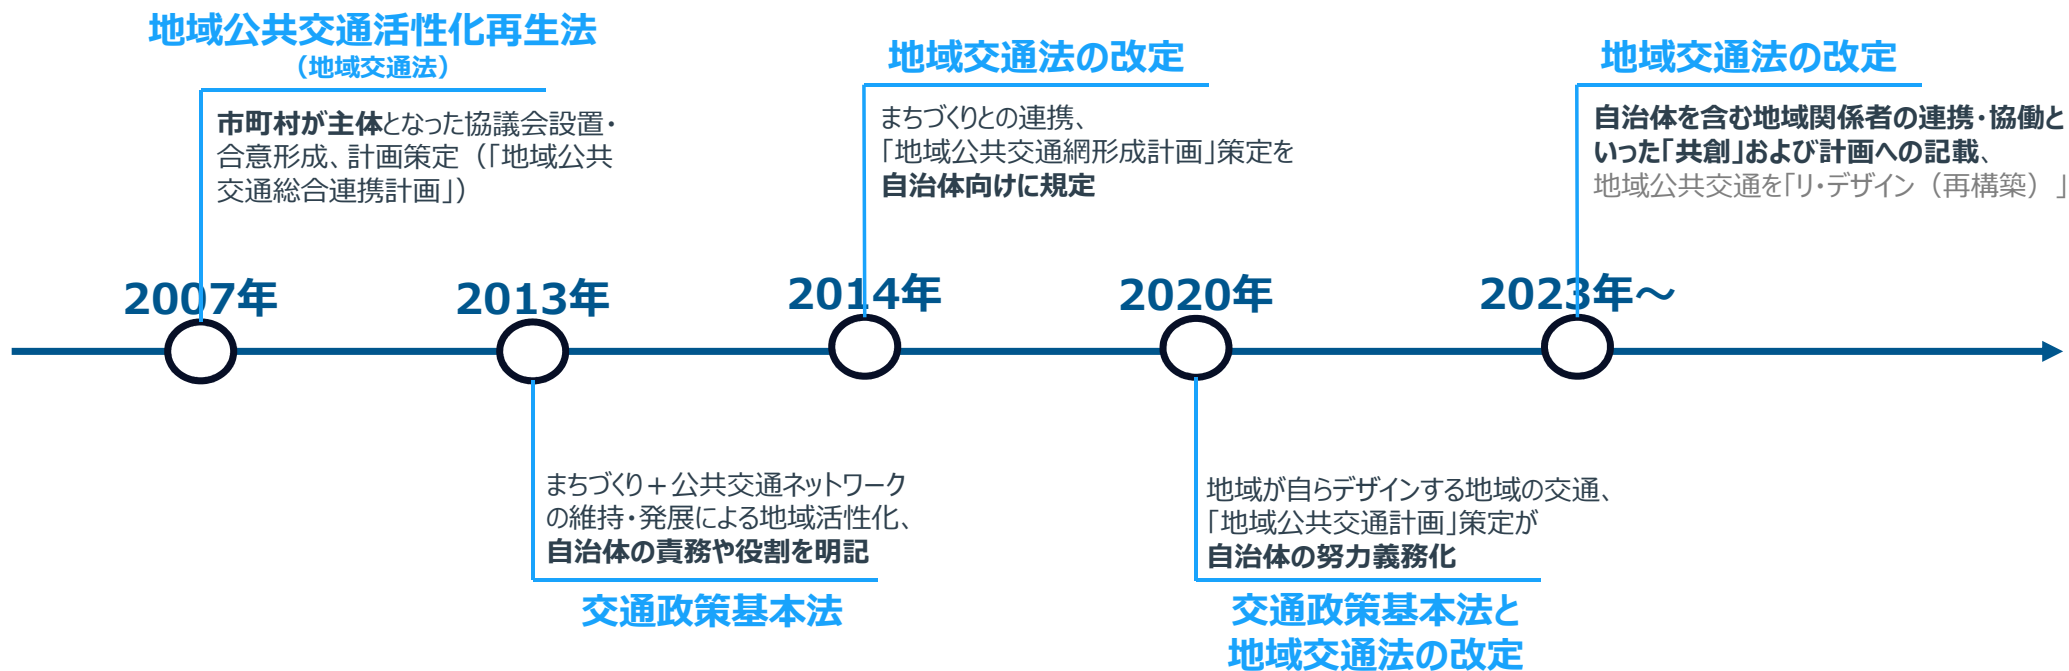 地域公共交通活性化再生法
（地域交通法）
市町村が主体となった協議会設置・
合意形成、計画策定（「地域公共
交通総合連携計画」）
地域交通法の改定
まちづくりとの連携、
「地域公共交通網形成計画」策定を
自治体向けに規定
地域交通法の改定
自治体を含む地域関係者の連携・協働と
いった「共創」および計画への記載、
地域公共交通を「リ・デザイン（再構築）」
2007年
2013年
2014年
2020年
2023年～
まちづくり＋公共交通ネットワーク
の維持・発展による地域活性化、
自治体の責務や役割を明記
交通政策基本法
地域が自らデザインする地域の交通、
「地域公共交通計画」策定が
自治体の努力義務化
交通政策基本法と
地域交通法の改定